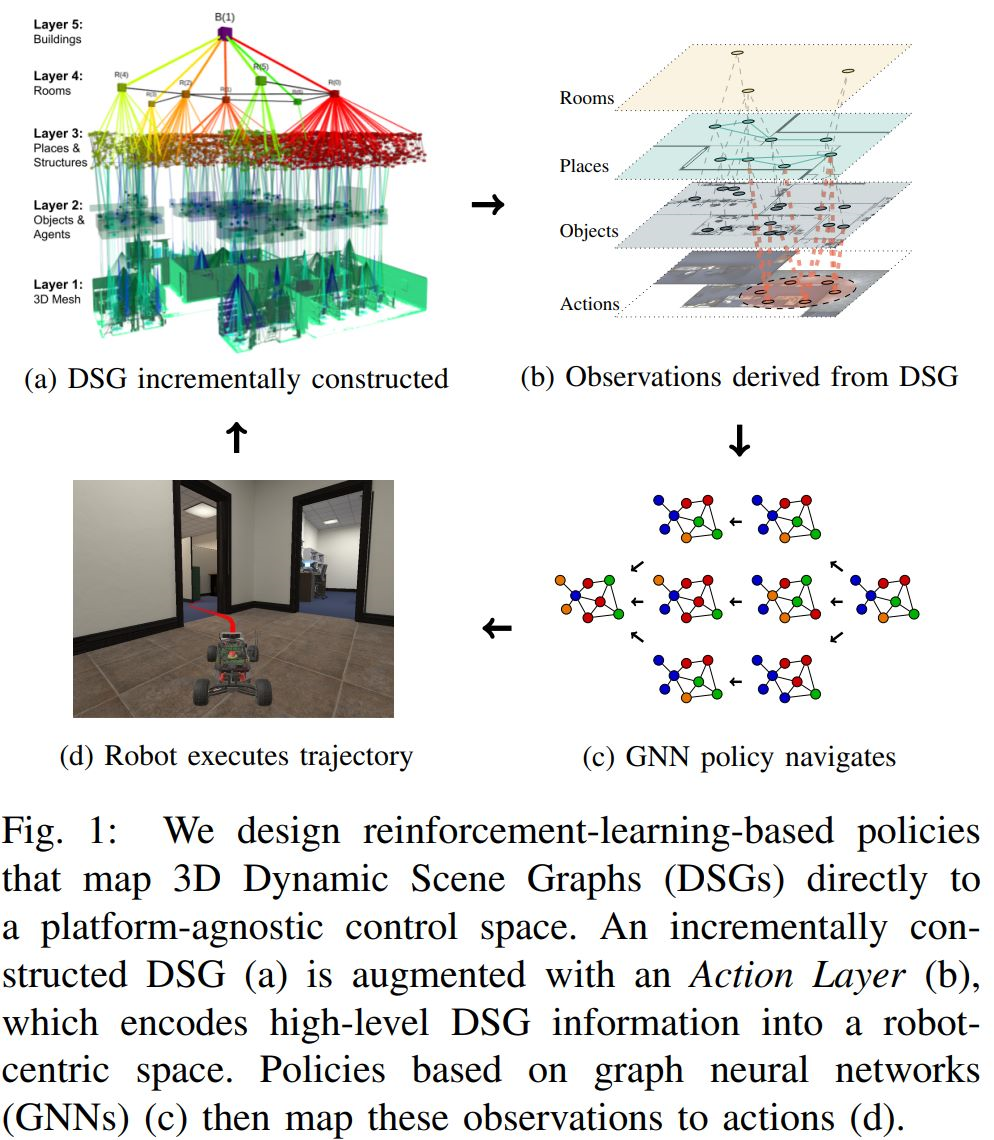 Layer 5:
Buildings
B(1)
Layer 4:
Rooms
R(4)
R(2)
R(5)
R(0)
Layer 3:
Places &
Structures
Layer 2:
Objects &
Agents
Layer 1:
3D Mesh
(a) DSG incrementally constructed
Rooms
Places
Objects
Actions
(b) Observations derived from DSG
(d) Robot executes trajectory
(c) GNN policy navigates
Fig. 1: We design reinforcement-learning-based policies
that map 3D Dynamic Scene Graphs (DSGs) directly to
a platform-agnostic control space. An incrementally con-
structed DSG (a) is augmented with an Action Layer (b),
which encodes high-level DSG information into a robot-
centric space. Policies based on graph neural networks
(GNNs) (c) then map these observations to actions (d).